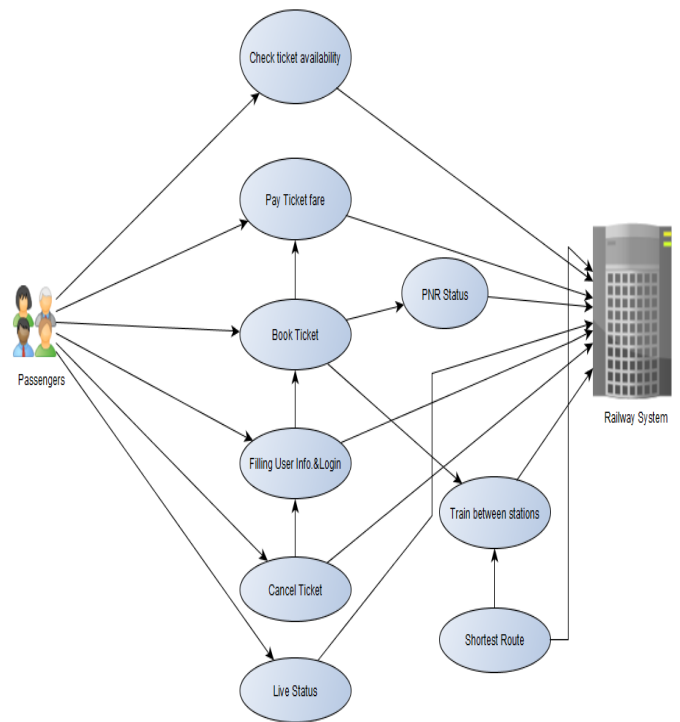 Check ticket availability
Pay Ticket fare
PNR Status
Book Ticket
Passengers
Railway System
Filling User Info.&Login
Train between stations
Cancel Ticket
Shortest Route
Live Status